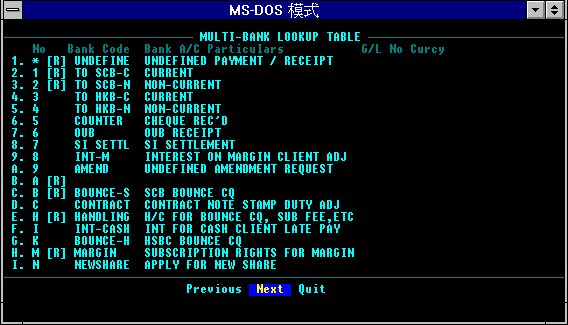 MS-DOS 模式
MULTI-BANK LOOKUP TABLE
No Bank Code Bank A/C Particulars G/L No Curcy
1. * [R] UNDEFINE UNDEFINED PAYMENT / RECEIPT
2. 1 [R] TO SCB-C CURRENT
3. 2 [R] TO SCB-N NON-CURRENT
4. 3 TO HKB-C CURRENT
5. 4 TO HKB-N NON-CURRENT
6. 5 COUNTER CHEQUE REC'D
7. 6 OUB OUB RECEIPT
8. 7 SI SETTL SI SETTLEMENT
9. 8 INT-M INTEREST ON MARGIN CLIENT ADJ
A. 9 AMEND UNDEFINED AMENDMENT REQUEST
B. A [R]
C. B [R] BOUNCE-S SCB BOUNCE CQ
D. C CONTRACT CONTRACT NOTE STAMP DUTY ADJ
E. H [R] HANDLING H/C FOR BOUNCE CQ, SUB FEE,ETC
F. I INT-CASH INT FOR CASH CLIENT LATE PAY
G. K BOUNCE-H HSBC BOUNCE CQ
H. M [R] MARGIN SUBSCRIPTION RIGHTS FOR MARGIN
I. N NEWSHARE APPLY FOR NEW SHARE
Previous Next Quit